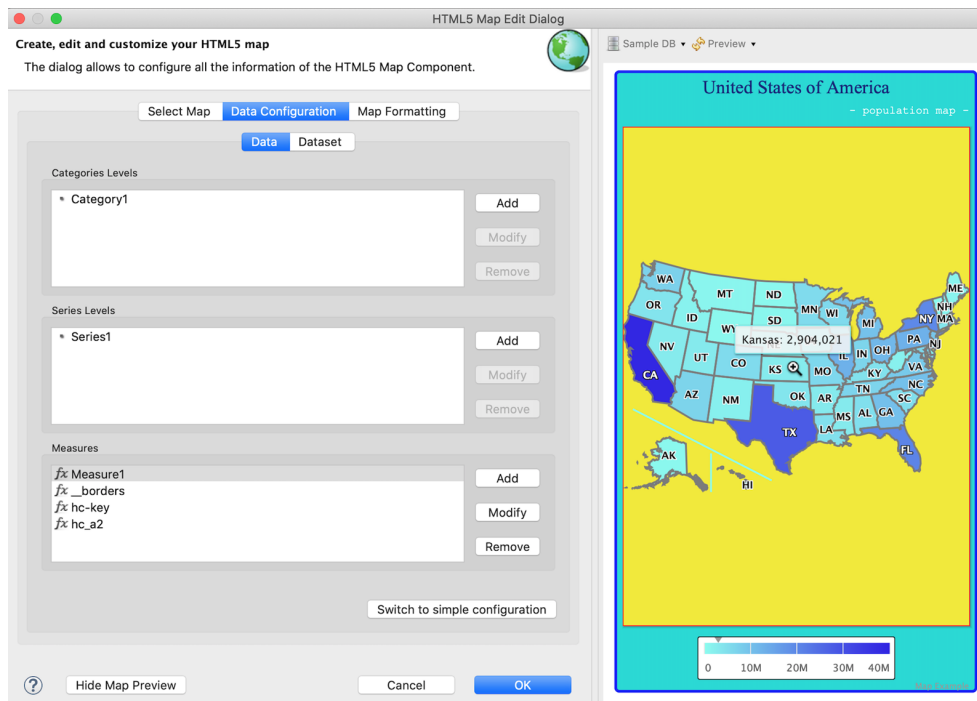 HTML5 Map Edit Dialog
Create, edit and customize your HTML5 map
The dialog allows to configure all the information of the HTML5 Map Component.
Select Map
Data Configuration
Map Formatting
Data
Dataset
Categories Levels
Category1
Add
Modify
Remove
Series Levels
Series1
Add
Modify
Remove
Measures
fx Measure1
fx __borders
fx hc-key
fx hc_a2
Add
Modify
Remove
Switch to simple configuration
?
Hide Map Preview
Cancel
OK
Sample DB
Preview
United States of America
- population map -
WA
MT
ND
ME
OR
ID
MN
WI
MI
NH
NY
MA
WY
SD
Kansas: 2,904,021
NV
UT
CO
KS
MO
IL
IN
OH
PA
NJ
CA
KY
VA
AZ
NM
OK
AR
TN
NC
SC
MS
AL
GA
TX
LA
FL
AK
HI
0 10M 20M 30M 40M